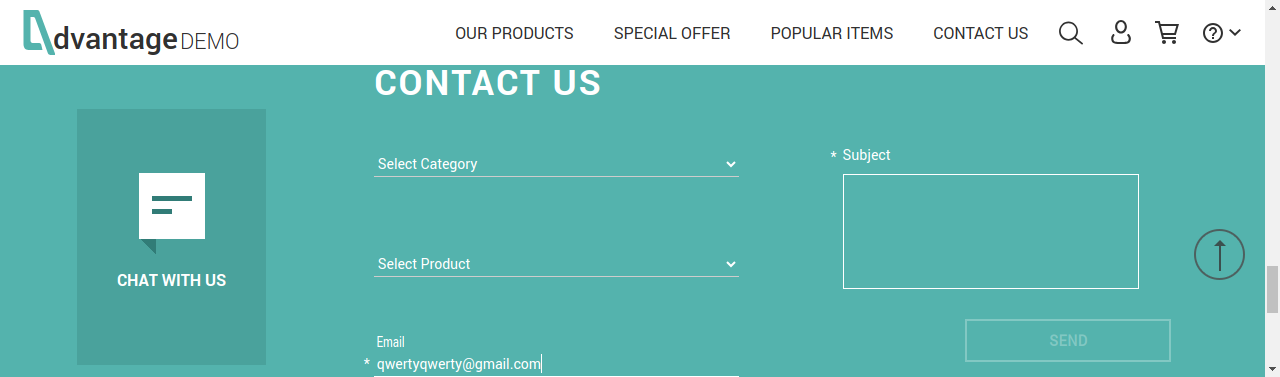 dvantage DEMO
OUR PRODUCTS SPECIAL OFFER POPULAR ITEMS CONTACT US
CONTACT US
CHAT WITH US
Select Category
Select Product
Email
* qwertyqwerty@gmail.com
* Subject
SEND